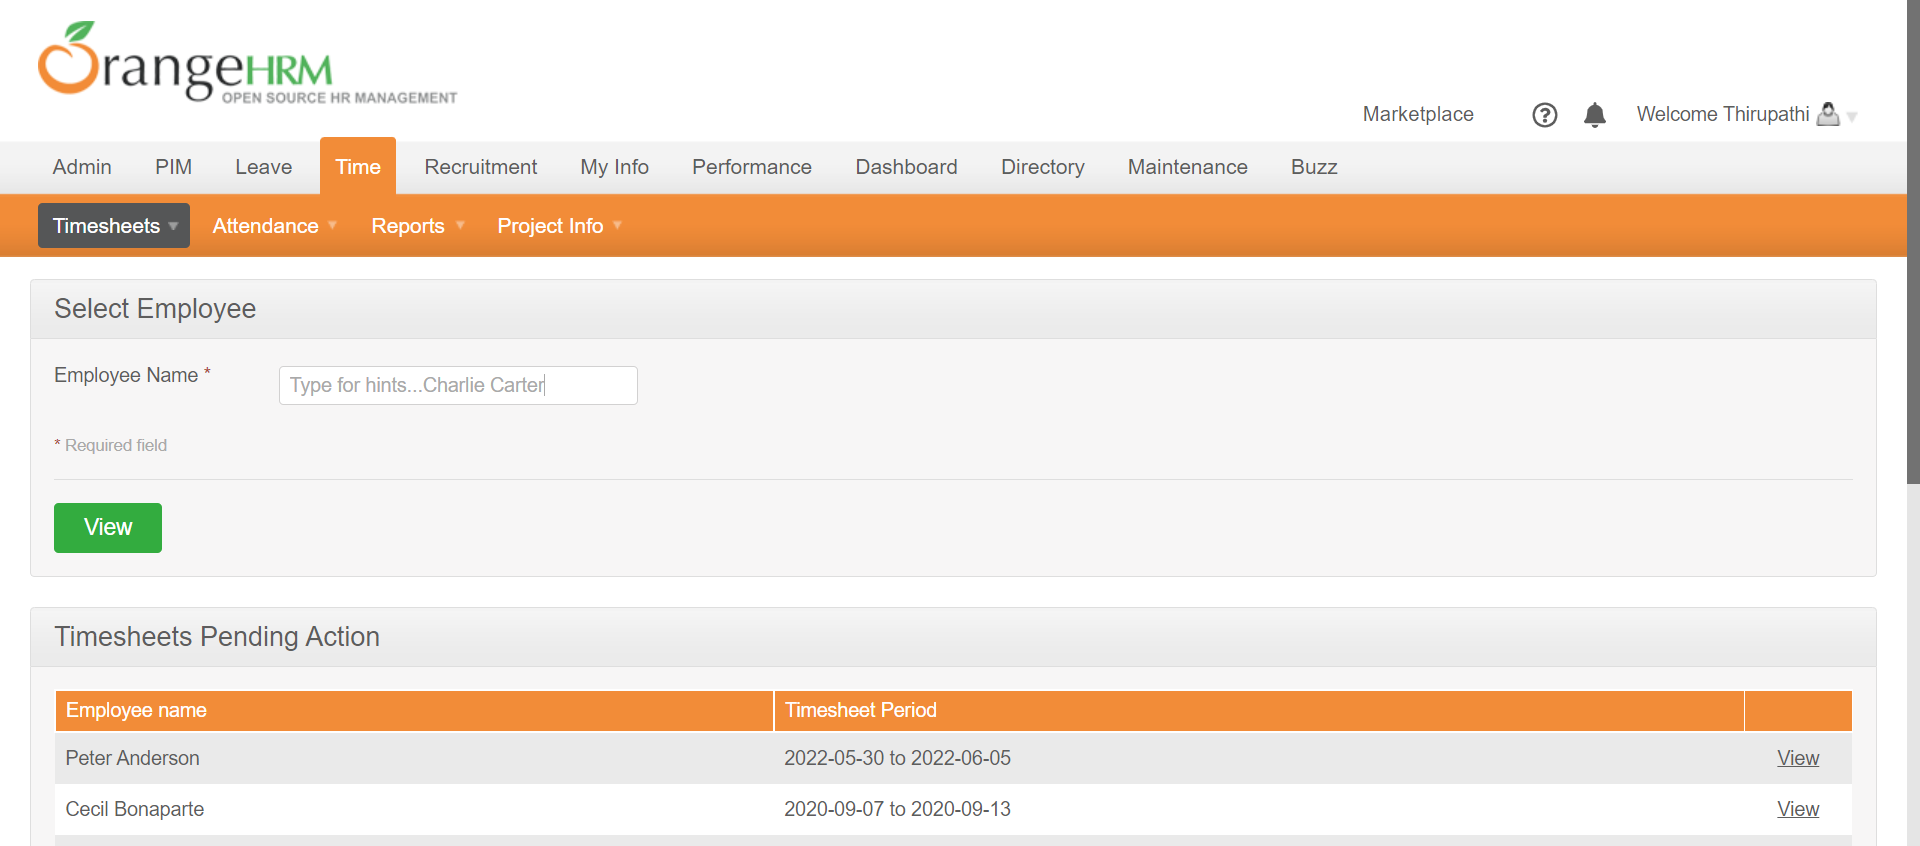 OrangeHRM
OPEN SOURCE HR MANAGEMENT
Marketplace ? Welcome Thirupathi
Admin PIM Leave Time Recruitment My Info Performance Dashboard Directory Maintenance Buzz
Timesheets Attendance Reports Project Info
Select Employee
Employee Name * Type for hints...Charlie Carter
* Required field
View
Timesheets Pending Action
Employee name Timesheet Period
Peter Anderson 2022-05-30 to 2022-06-05 View
Cecil Bonaparte 2020-09-07 to 2020-09-13 View